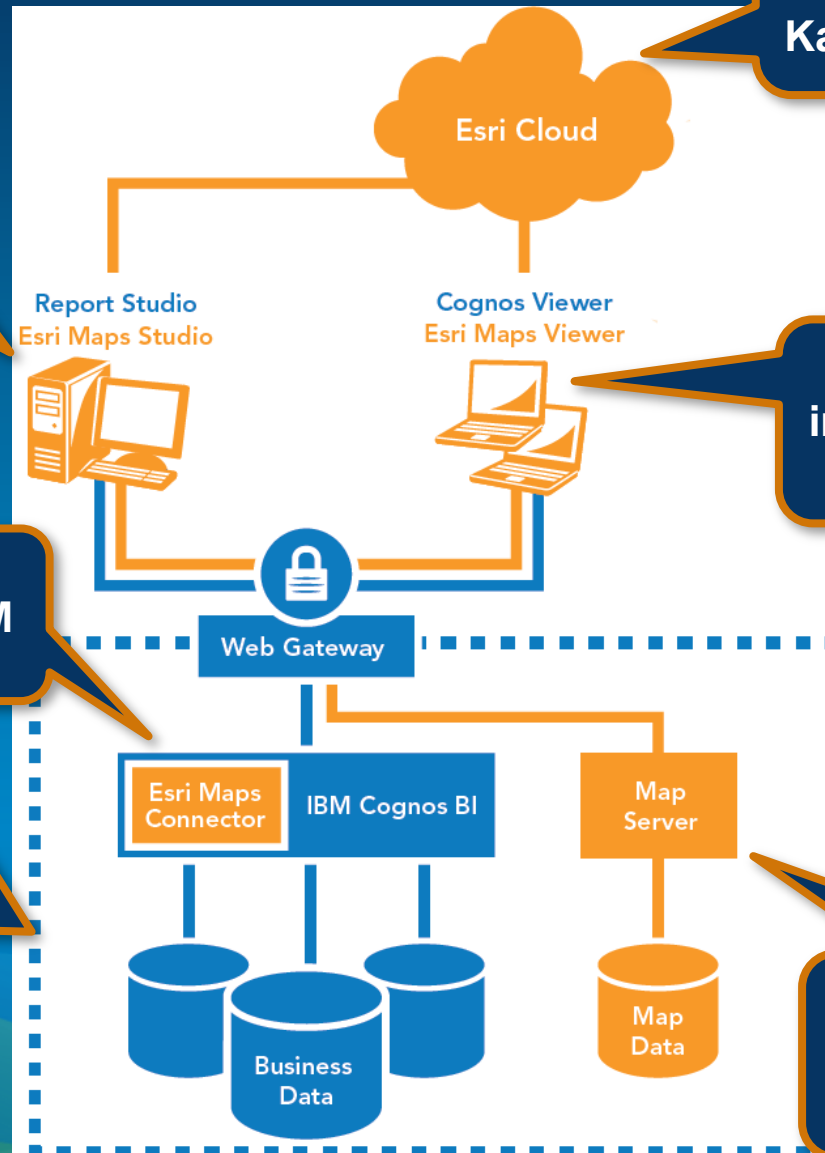 Esri Cloud
Report Studio
Esri Maps Studio
Cognos Viewer
Esri Maps Viewer
Web Gateway
Esri Maps
Connector
IBM Cognos BI
Map
Server
Business
Data
Map
Data